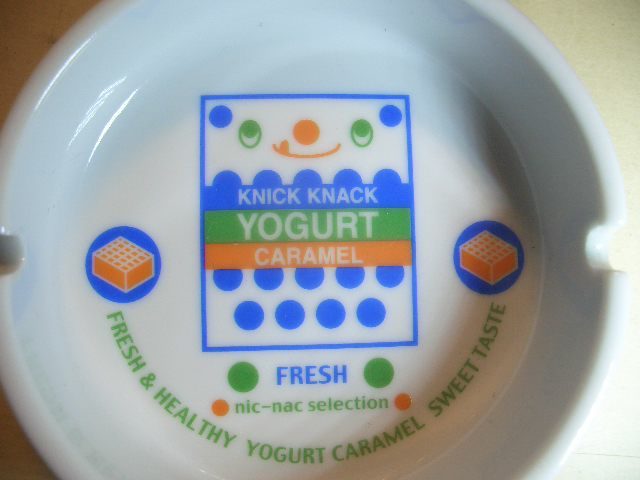 KNICK KNACK
YOGURT
CARAMEL
FRESH
nic-nac selection
FRESH & HEALTHY YOGURT CARAMEL SWEET TASTE